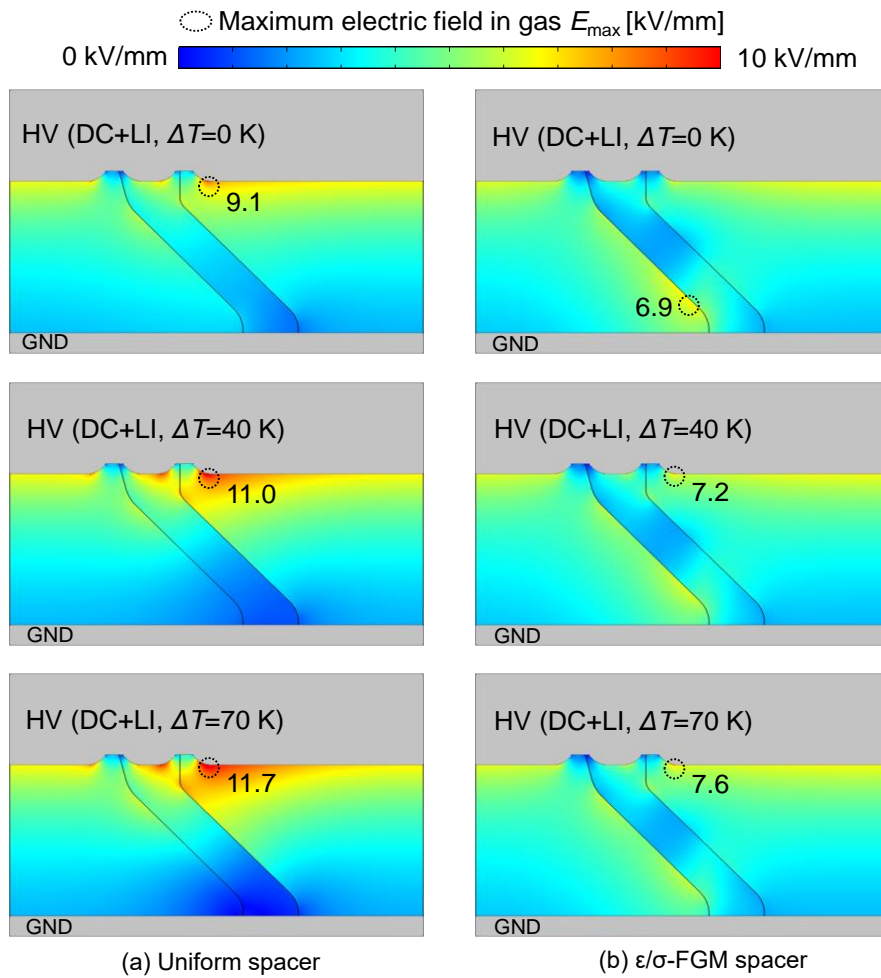 Maximum electric field in gas Emax [kV/mm]
0 kV/mm 10 kV/mm
HV (DC+LI, ΔT=0 K)
9.1
GND
HV (DC+LI, ΔT=0 K)
6.9
GND
HV (DC+LI, ΔT=40 K)
11.0
GND
HV (DC+LI, ΔT=40 K)
7.2
GND
HV (DC+LI, ΔT=70 K)
11.7
GND
HV (DC+LI, ΔT=70 K)
7.6
GND
(a) Uniform spacer
(b) ε/σ-FGM spacer